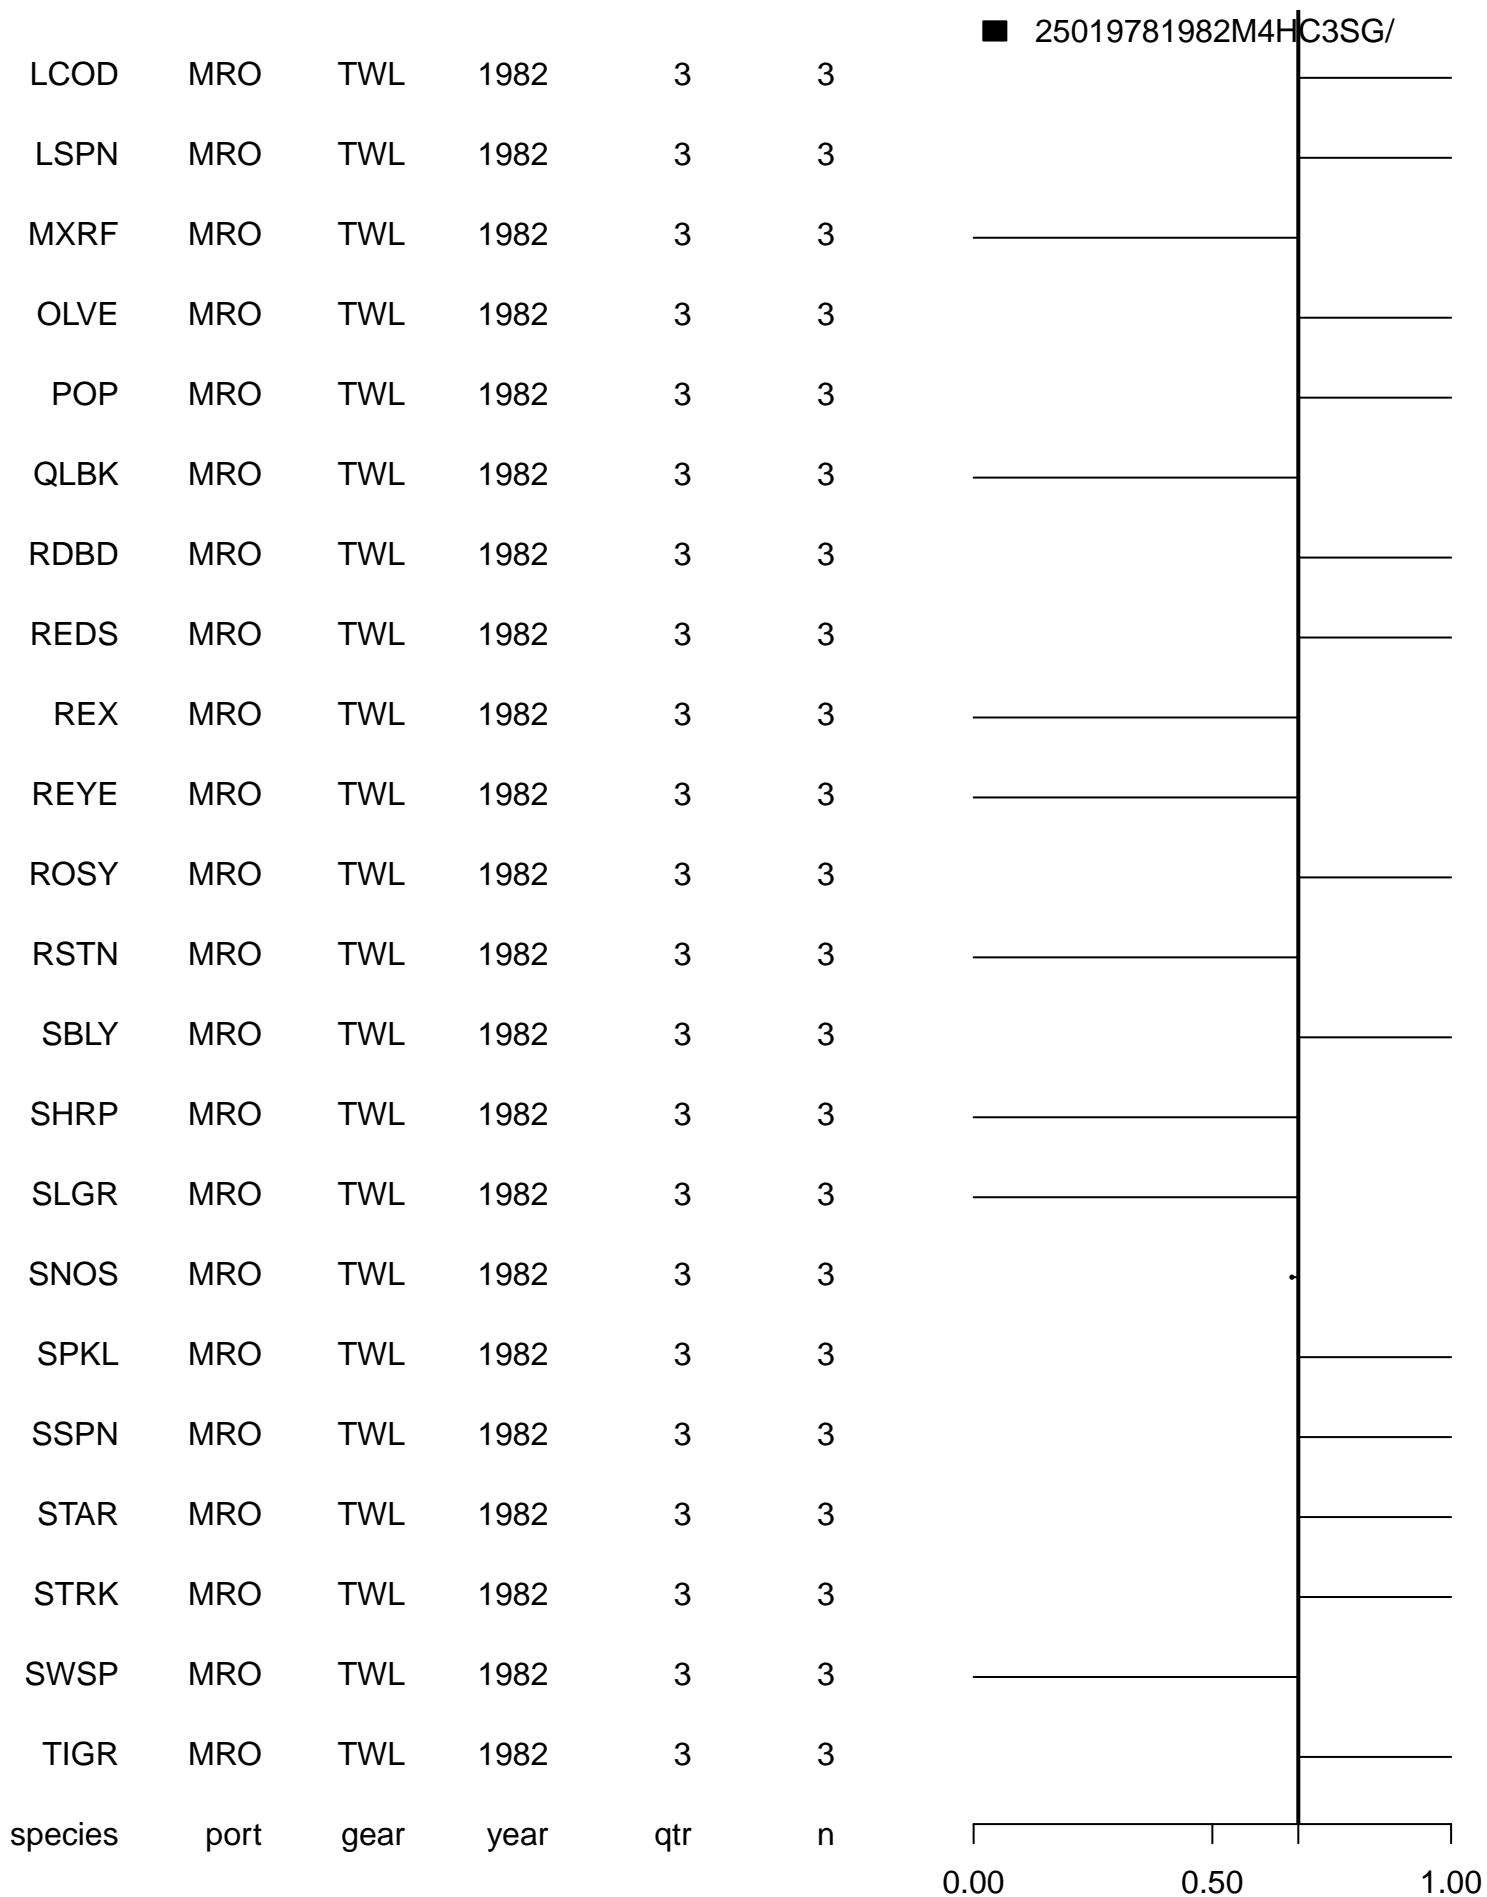 25019781982M4HC3SG/
LCOD MRO TWL 1982 3 3
LSPN MRO TWL 1982 3 3
MXRF MRO TWL 1982 3 3
OLVE MRO TWL 1982 3 3
POP MRO TWL 1982 3 3
QLBK MRO TWL 1982 3 3
RDBD MRO TWL 1982 3 3
REDS MRO TWL 1982 3 3
REX MRO TWL 1982 3 3
REYE MRO TWL 1982 3 3
ROSY MRO TWL 1982 3 3
RSTN MRO TWL 1982 3 3
SBLY MRO TWL 1982 3 3
SHRP MRO TWL 1982 3 3
SLGR MRO TWL 1982 3 3
SNOS MRO TWL 1982 3 3
SPKL MRO TWL 1982 3 3
SSPN MRO TWL 1982 3 3
STAR MRO TWL 1982 3 3
STRK MRO TWL 1982 3 3
SWSP MRO TWL 1982 3 3
TIGR MRO TWL 1982 3 3
species port gear year qtr n
0.00 0.50 1.00